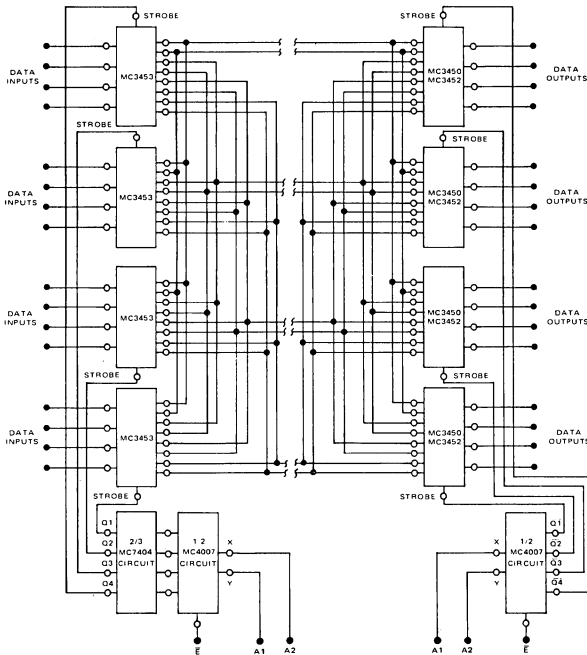 STROBE
STROBE
DATA
INPUTS
MC3453
MC3450
MC3452
DATA
OUTPUTS
STROBE
STROBE
DATA
INPUTS
MC3453
MC3450
MC3452
DATA
OUTPUTS
DATA
INPUTS
MC3453
MC3450
MC3452
DATA
OUTPUTS
STROBE
STROBE
DATA
INPUTS
MC3453
MC3450
MC3452
DATA
OUTPUTS
STROBE
STROBE
Q1
Q2
Q3
Q4
2/3
MC7404
CIRCUIT
1 2
MC4007
CIRCUIT
X
Y
X
Y
1/2
MC4007
CIRCUIT
Q1
Q2
Q3
Q4
E
A1
A2
A1
A2
E